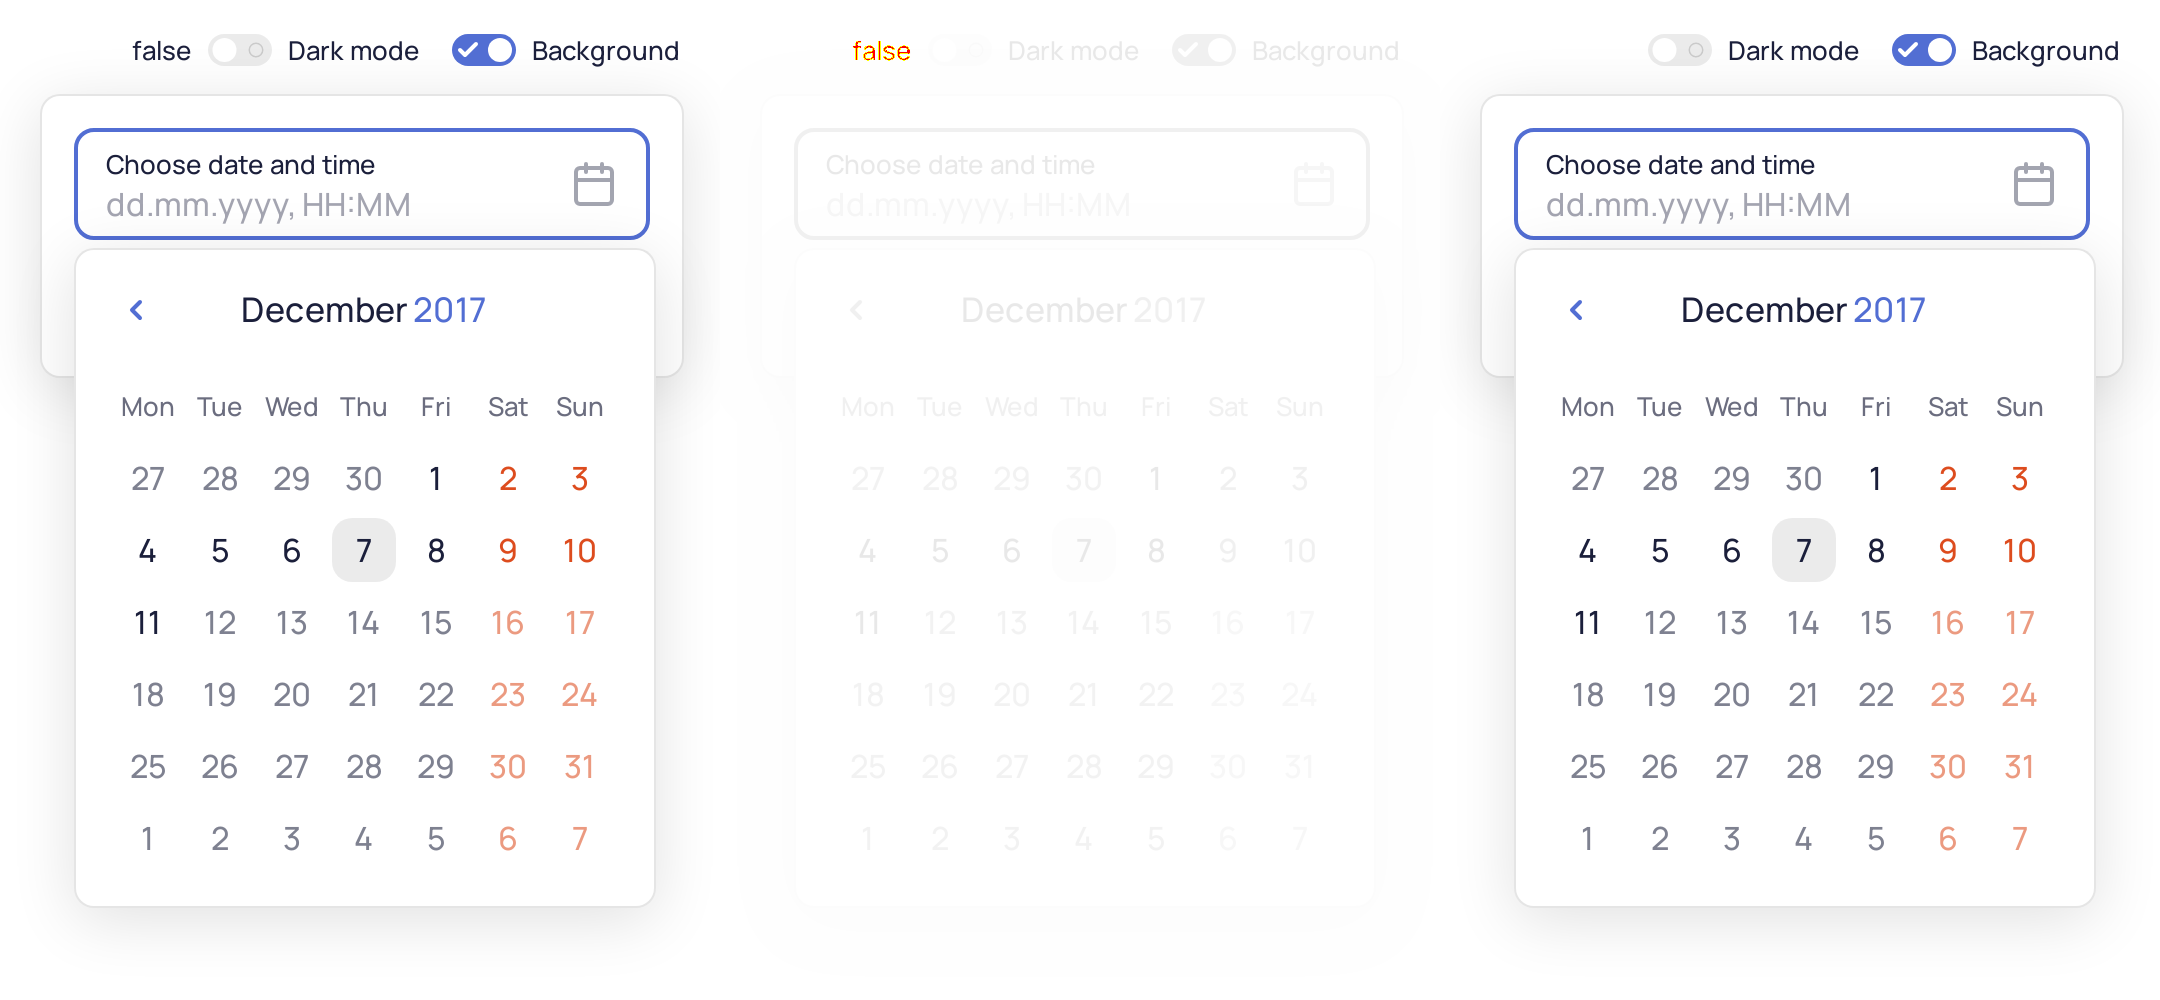 false Dark mode Background
Choose date and time
dd.mm.yyyy, HH:MM
December 2017
Mon Tue Wed Thu Fri Sat Sun
27 28 29 30 1 2 3
4 5 6 7 8 9 10
11 12 13 14 15 16 17
18 19 20 21 22 23 24
25 26 27 28 29 30 31
1 2 3 4 5 6 7
false Dark mode Background
Choose date and time
dd.mm.yyyy, HH:MM
December 2017
Mon Tue Wed Thu Fri Sat Sun
27 28 29 30 1 2 3
4 5 6 7 8 9 10
11 12 13 14 15 16 17
18 19 20 21 22 23 24
25 26 27 28 29 30 31
1 2 3 4 5 6 7
Dark mode Background
Choose date and time
dd.mm.yyyy, HH:MM
December 2017
Mon Tue Wed Thu Fri Sat Sun
27 28 29 30 1 2 3
4 5 6 7 8 9 10
11 12 13 14 15 16 17
18 19 20 21 22 23 24
25 26 27 28 29 30 31
1 2 3 4 5 6 7